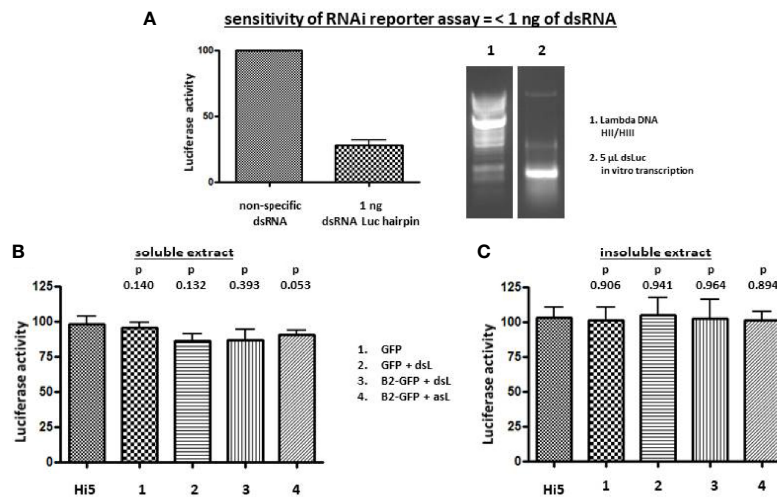 A
sensitivity of RNAi reporter assay = < 1 ng of dsRNA
Luciferase activity
100
50
0
non-specific
dsRNA
1 ng
dsRNA Luc hairpin
1 2
1. Lambda DNA
HII/HIII
2. 5 µL dsLuc
in vitro transcription
B
soluble extract
p p p p
0.140 0.132 0.393 0.053
Luciferase activity
125
100
75
50
25
0
Hi5 1 2 3 4
1. GFP
2. GFP + dsL
3. B2-GFP + dsL
4. B2-GFP + asL
C
insoluble extract
p p p p
0.906 0.941 0.964 0.894
Luciferase activity
125
100
75
50
25
0
Hi5 1 2 3 4